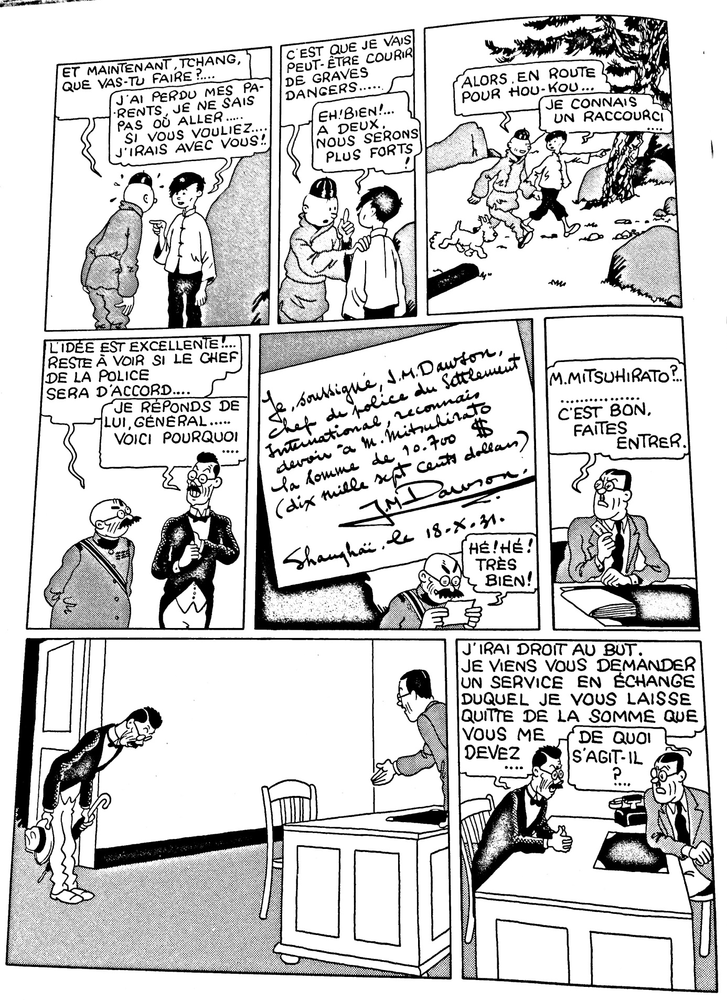 ET MAINTENANT, TCHANG,
QUE VAS-TU FAIRE?....
J'AI PERDU MES PA-
RENTS, JE NE SAIS
PAS OÙ ALLER.....
SI VOUS VOULIEZ....
J'IRAIS AVEC VOUS!.
C'EST QUE JE VAIS
PEUT-ÊTRE COURIR
DE GRAVES
DANGERS.....
EH! BIEN!...
A DEUX,
NOUS SERONS
PLUS FORTS
!
ALORS, EN ROUTE
POUR HOU-KOU...
JE CONNAIS
UN RACCOURCI
....
L'IDÉE EST EXCELLENTE!....
RESTE À VOIR SI LE CHEF
DE LA POLICE
SERA D'ACCORD....
JE RÉPONDS DE
LUI, GÉNÉRAL.....
VOICI POURQUOI
....
Je, soussigné, J.M. Dawson,
chef de police du Settlement
International, reconnais
devoir à M. Mitsuhirato
la somme de 10.700 $
(dix mille sept cents dollars)
J.M Dawson.
Shanghaï. le 18-X-31.
HÉ! HÉ!
TRÈS
BIEN!
M. MITSUHIRATO?..
................
C'EST BON,
FAITES
ENTRER.
J'IRAI DROIT AU BUT.
JE VIENS VOUS DEMANDER
UN SERVICE EN ÉCHANGE
DUQUEL JE VOUS LAISSE
QUITTE DE LA SOMME QUE
VOUS ME
DEVEZ
....
DE QUOI
S'AGIT-IL
?....